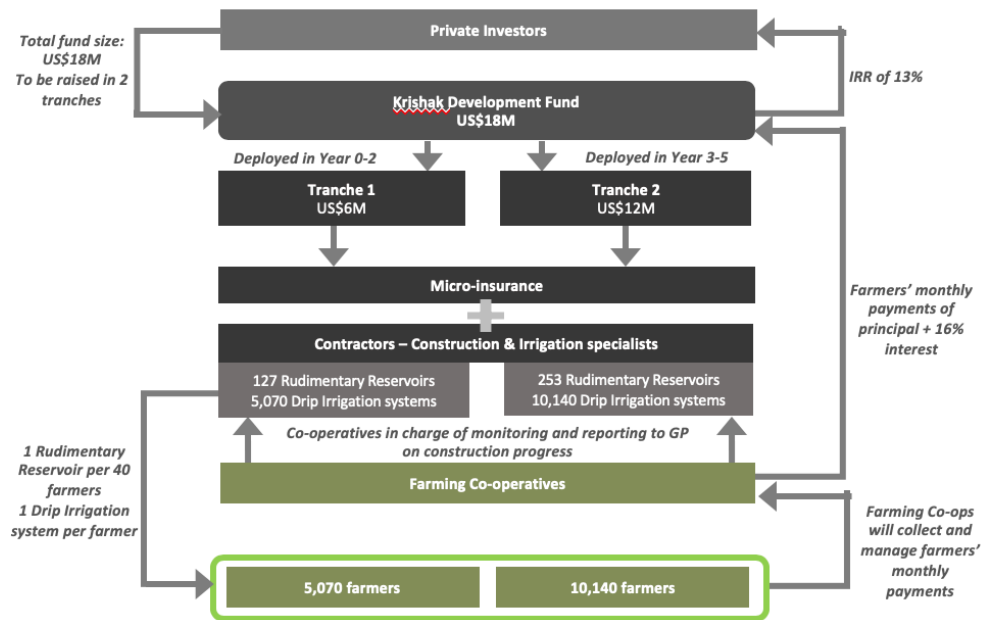 Total fund size:
US$18M
To be raised in 2
tranches
Private Investors
IRR of 13%
Krishak Development Fund
US$18M
Deployed in Year 0-2
Deployed in Year 3-5
Tranche 1
US$6M
Tranche 2
US$12M
Micro-insurance
Farmers’ monthly
payments of
principal + 16%
interest
Contractors – Construction & Irrigation specialists
127 Rudimentary Reservoirs
5,070 Drip Irrigation systems
253 Rudimentary Reservoirs
10,140 Drip Irrigation systems
Co-operatives in charge of monitoring and reporting to GP
on construction progress
1 Rudimentary
Reservoir per 40
farmers
1 Drip Irrigation
system per farmer
Farming Co-operatives
Farming Co-ops
will collect and
manage farmers’
monthly
payments
5,070 farmers
10,140 farmers